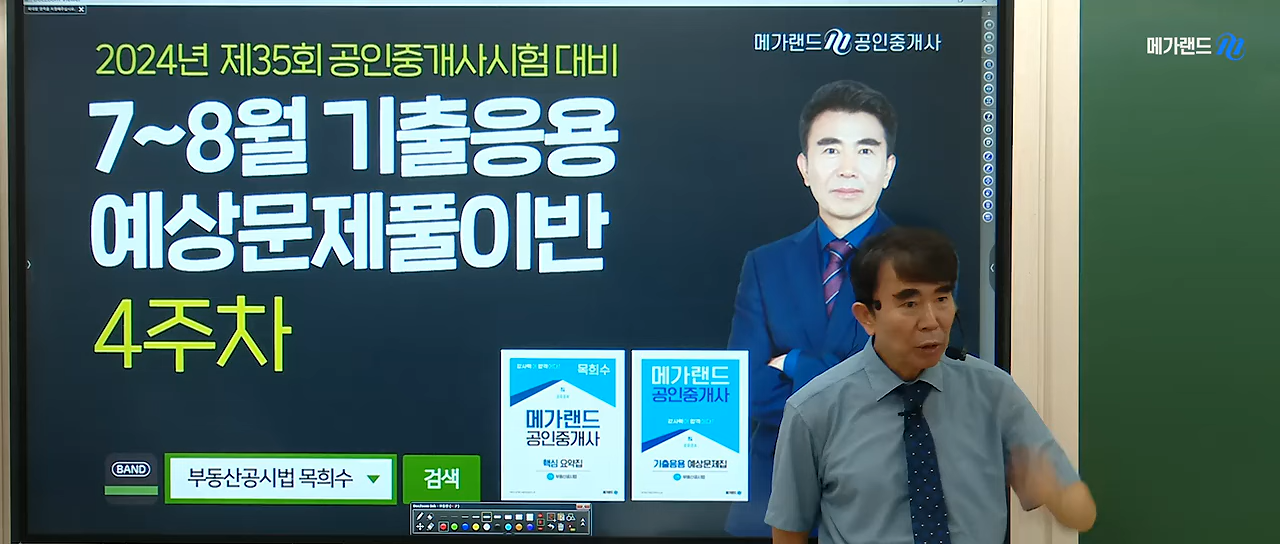 2024년 제35회 공인중개사시험 대비
메가랜드 공인중개사
메가랜드
7~8월 기출응용
예상문제풀이반
4주차
목희수
메가랜드
공인중개사
핵심 요약집
메가랜드
공인중개사
기출응용 예상문제집
BAND
부동산공시법 목희수
검색